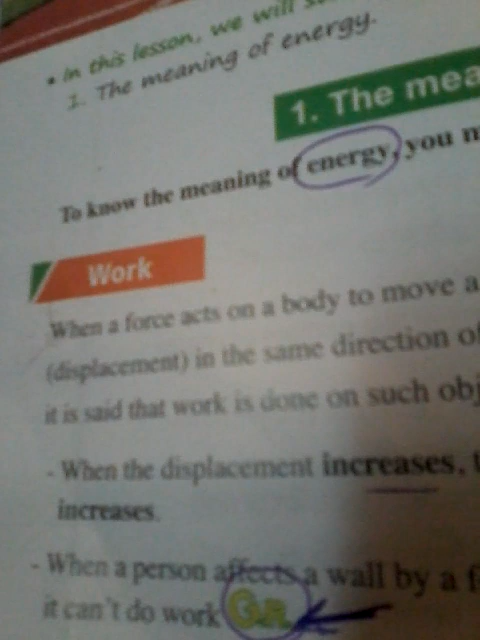 • In this lesson, we will
1. The meaning of energy.
1. The mea
To know the meaning of energy, you m
Work
When a force acts on a body to move a
(displacement) in the same direction of
it is said that work is done on such obj
- When the displacement increases, t
increases.
- When a person affects a wall by a f
it can't do work G.R